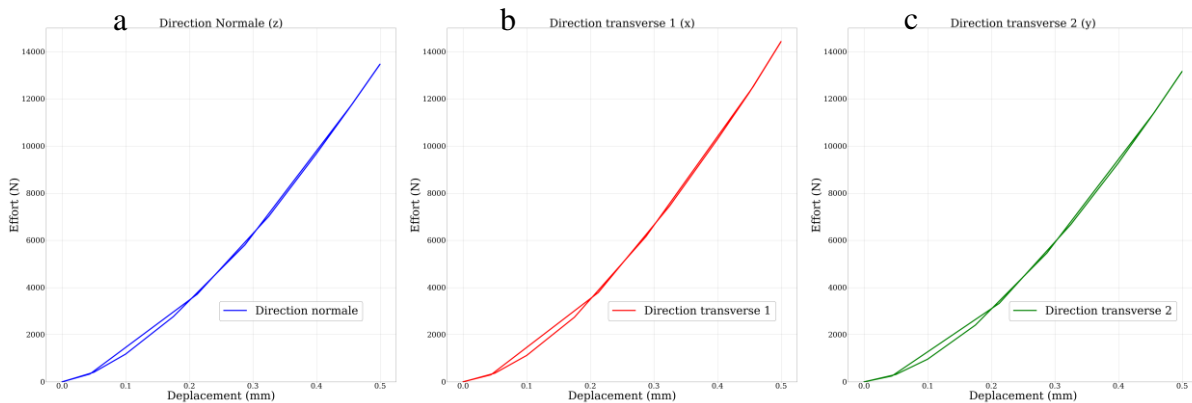 a
Direction Normale (z)
14000
12000
10000
8000
6000
4000
2000
0
Effort (N)
Direction normale
0.0 0.1 0.2 0.3 0.4 0.5
Deplacement (mm)
b
Direction transverse 1 (x)
14000
12000
10000
8000
6000
4000
2000
0
Effort (N)
Direction transverse 1
0.0 0.1 0.2 0.3 0.4 0.5
Deplacement (mm)
c
Direction transverse 2 (y)
14000
12000
10000
8000
6000
4000
2000
0
Effort (N)
Direction transverse 2
0.0 0.1 0.2 0.3 0.4 0.5
Deplacement (mm)